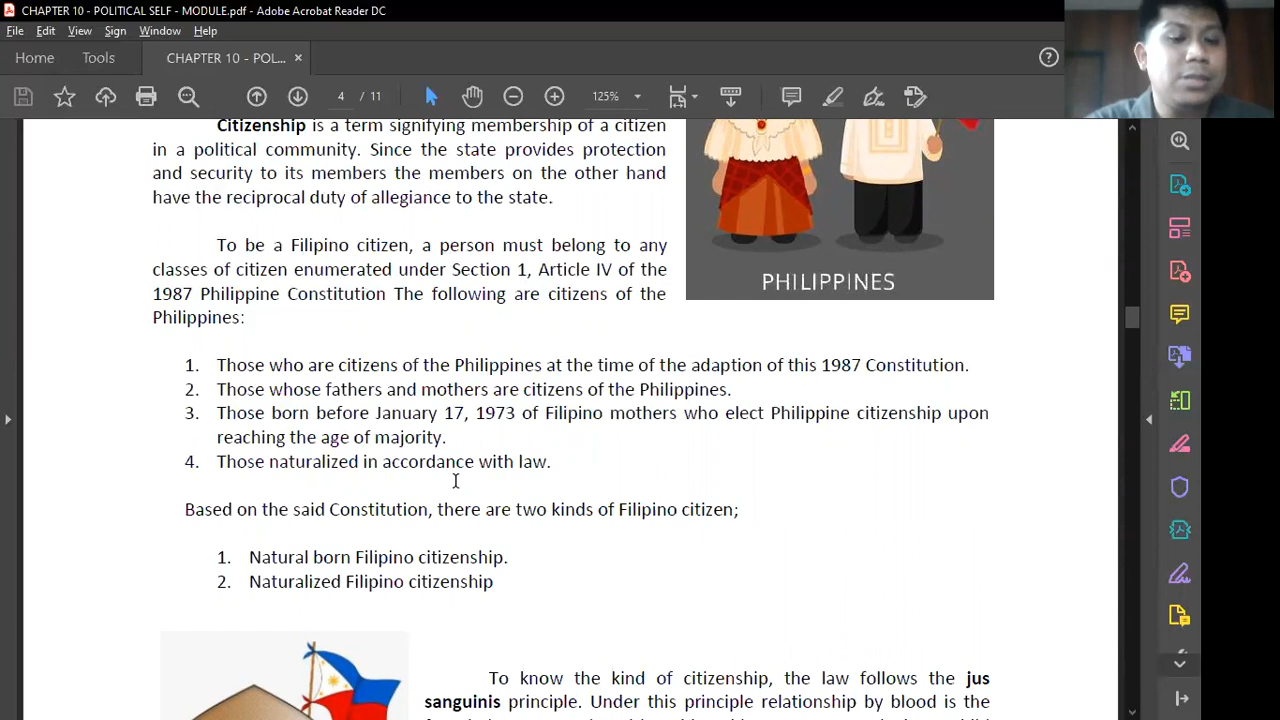 CHAPTER 10 - POLITICAL SELF - MODULE.pdf - Adobe Acrobat Reader DC
File Edit View Sign Window Help
Home Tools CHAPTER 10 - POL... ×
4 / 11 125%
Citizenship is a term signifying membership of a citizen
in a political community. Since the state provides protection
and security to its members the members on the other hand
have the reciprocal duty of allegiance to the state.
To be a Filipino citizen, a person must belong to any
classes of citizen enumerated under Section 1, Article IV of the
1987 Philippine Constitution The following are citizens of the
Philippines:
PHILIPPINES
1. Those who are citizens of the Philippines at the time of the adaption of this 1987 Constitution.
2. Those whose fathers and mothers are citizens of the Philippines.
3. Those born before January 17, 1973 of Filipino mothers who elect Philippine citizenship upon
reaching the age of majority.
4. Those naturalized in accordance with law.
Based on the said Constitution, there are two kinds of Filipino citizen;
1. Natural born Filipino citizenship.
2. Naturalized Filipino citizenship
To know the kind of citizenship, the law follows the jus
sanguinis principle. Under this principle relationship by blood is the